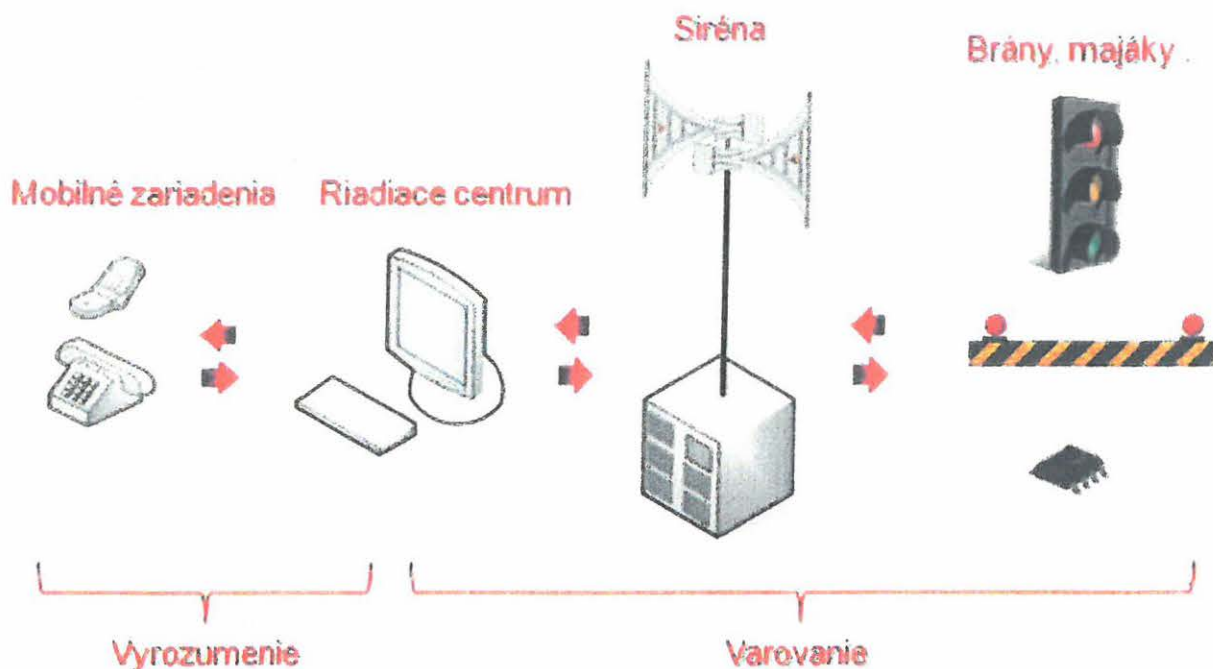 Siréna
Brány, majáky .
Mobilné zariadenia
Riadiace centrum
Vyrozumenie
Varovanie